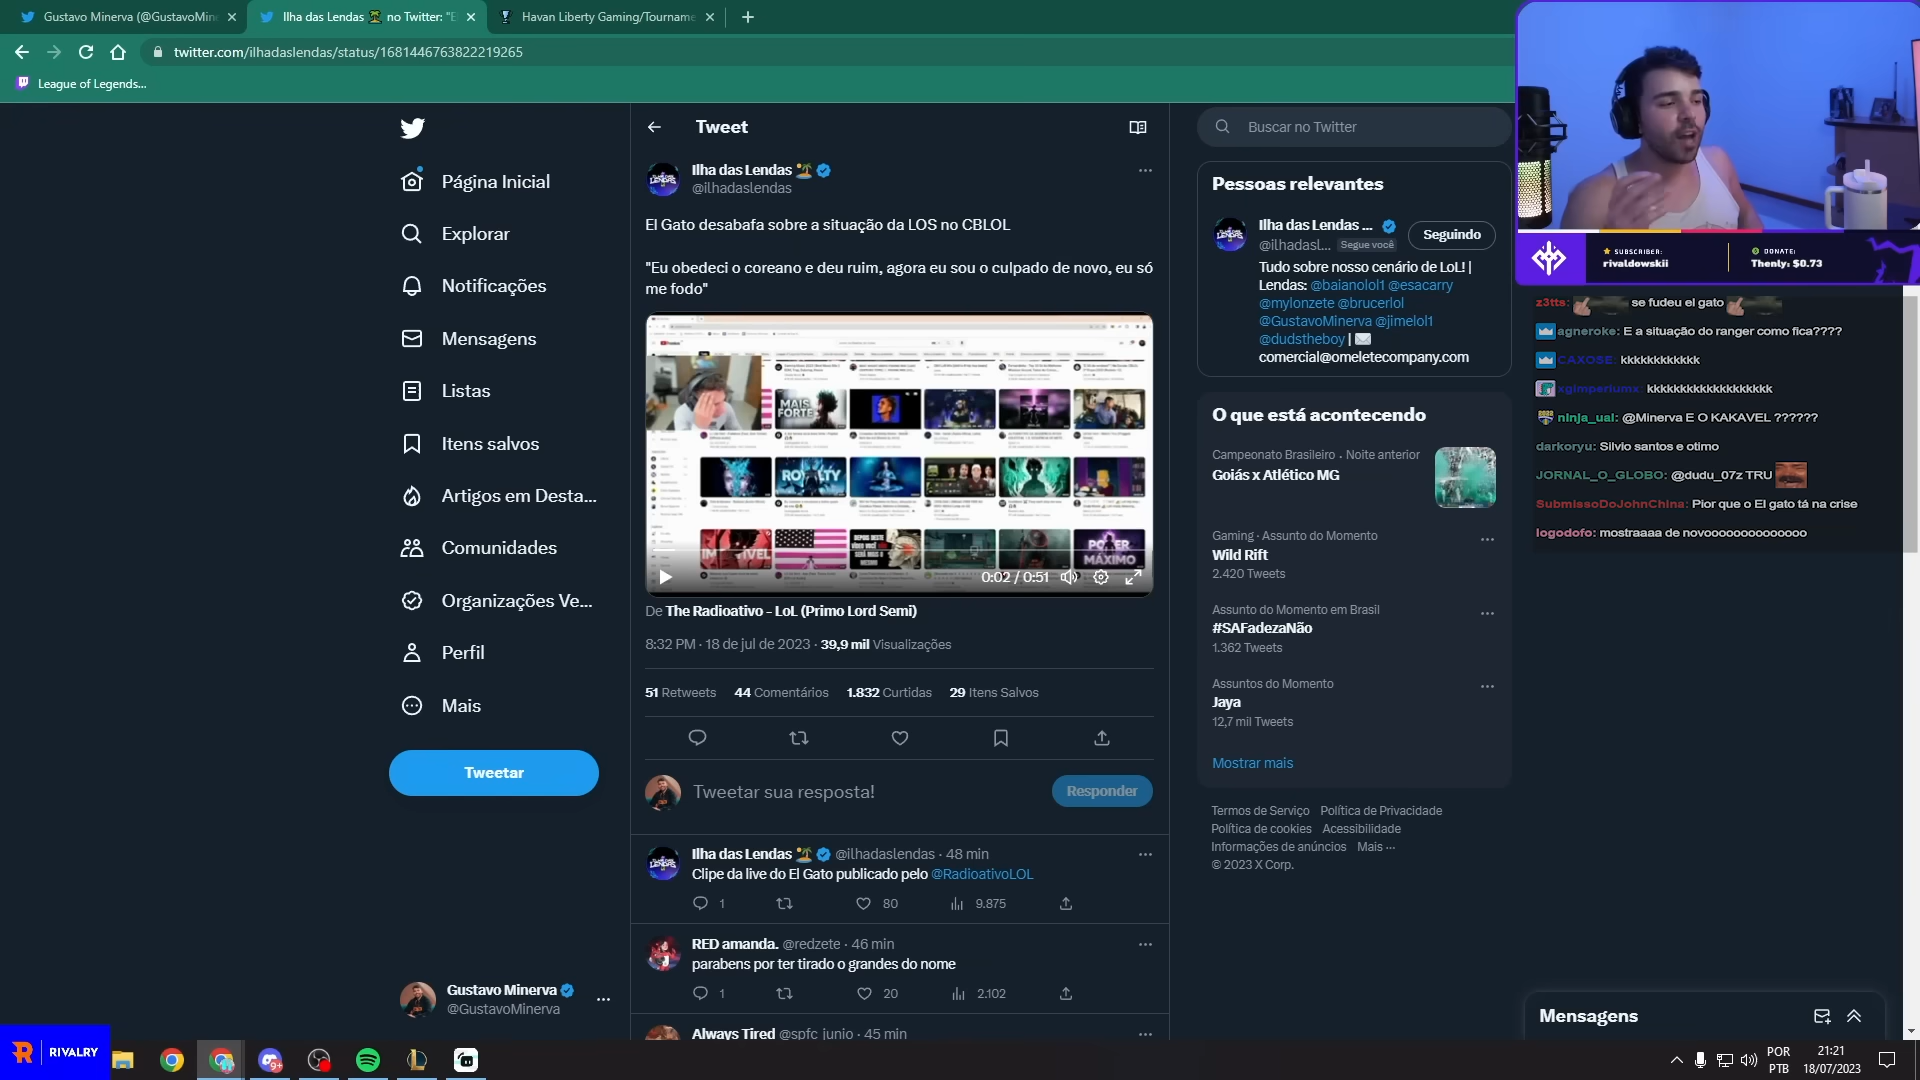 Gustavo Minerva (@GustavoMin
Ilha das Lendas 🏝 no Twitter: "E
Havan Liberty Gaming/Tourname
twitter.com/ilhadaslendas/status/1681446763822219265
League of Legends...
Página Inicial
Explorar
Notificações
Mensagens
Listas
Itens salvos
Artigos em Desta...
Comunidades
Organizações Ve...
Perfil
Mais
Tweetar
Gustavo Minerva
@GustavoMinerva
Tweet
Ilha das Lendas 🏝
@ilhadaslendas
El Gato desabafa sobre a situação da LOS no CBLOL
"Eu obedeci o coreano e deu ruim, agora eu sou o culpado de novo, eu só
me fodo"
MAIS
FORTE
ROYALTY
PODER
MÁXIMO
0:02 / 0:51
De The Radioativo - LoL (Primo Lord Semi)
8:32 PM · 18 de jul de 2023 · 39,9 mil Visualizações
51 Retweets 44 Comentários 1.832 Curtidas 29 Itens Salvos
Tweetar sua resposta!
Responder
Ilha das Lendas 🏝 @ilhadaslendas · 48 min
Clipe da live do El Gato publicado pelo @RadioativoLOL
1 80 9.875
RED amanda. @redzete · 46 min
parabens por ter tirado o grandes do nome
1 20 2.102
Always Tired @spfc_junio · 45 min
Buscar no Twitter
Pessoas relevantes
Ilha das Lendas ...
@ilhadasl... Segue você
Seguindo
Tudo sobre nosso cenário de LoL! |
Lendas: @baianolol1 @esacarry
@mylonzete @brucerlol
@GustavoMinerva @jimelol1
@dudstheboy | ✉
comercial@omeletecompany.com
O que está acontecendo
Campeonato Brasileiro · Noite anterior
Goiás x Atlético MG
Gaming · Assunto do Momento
Wild Rift
2.420 Tweets
Assunto do Momento em Brasil
#SAFadezaNão
1.362 Tweets
Assuntos do Momento
Jaya
12,7 mil Tweets
Mostrar mais
Termos de Serviço Política de Privacidade
Política de cookies Acessibilidade
Informações de anúncios Mais ···
© 2023 X Corp.
SUBSCRIBER:
rivaldowskii
DONATE:
Thenly: $0.73
z3tts: se fudeu el gato
agneroke: E a situação do ranger como fica????
CAXOSE: kkkkkkkkkkkk
xgimperiumx: kkkkkkkkkkkkkkkkkkk
ninja_uai: @Minerva E O KAKAVEL ??????
darkoryu: Silvio santos e otimo
JORNAL_O_GLOBO: @dudu_07z TRU
SubmissoDoJohnChina: Pior que o El gato tá na crise
logodofo: mostraaaa de novoooooooooooooo
Mensagens
RIVALRY
9+
POR
PTB
21:21
18/07/2023